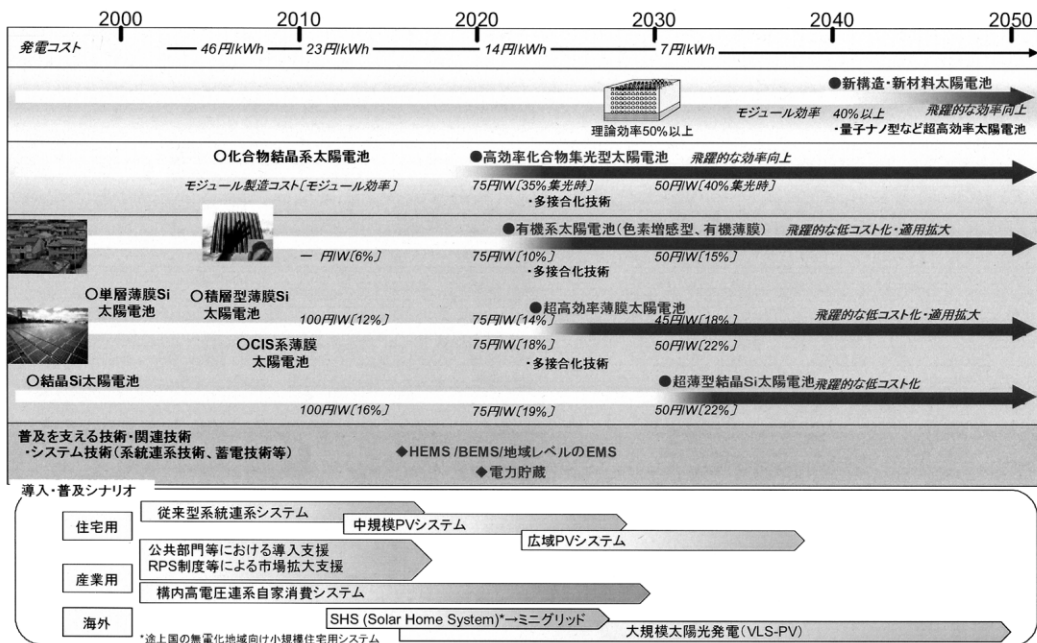 2000 2010 2020 2030 2040 2050
発電コスト 46円/kWh 23円/kWh 14円/kWh 7円/kWh
●新構造・新材料太陽電池
モジュール効率 40%以上 飛躍的な効率向上
理論効率50%以上
・量子ナノ型など超高効率太陽電池
○化合物結晶系太陽電池 ●高効率化合物集光型太陽電池 飛躍的な効率向上
モジュール製造コスト〔モジュール効率〕 75円/W〔35%集光時〕 50円/W〔40%集光時〕
・多接合化技術
●有機系太陽電池(色素増感型、有機薄膜) 飛躍的な低コスト化・適用拡大
― 円/W〔6%〕 75円/W〔10%〕 50円/W〔15%〕
・多接合化技術
○単層薄膜Si
太陽電池
○積層型薄膜Si
太陽電池
●超高効率薄膜太陽電池 飛躍的な低コスト化・適用拡大
100円/W〔12%〕 75円/W〔14%〕 45円/W〔18%〕
○CIS系薄膜
太陽電池
75円/W〔18%〕 50円/W〔22%〕
・多接合化技術
○結晶Si太陽電池 ●超薄型結晶Si太陽電池 飛躍的な低コスト化
100円/W〔16%〕 75円/W〔19%〕 50円/W〔22%〕
普及を支える技術・関連技術
・システム技術(系統連系技術、蓄電技術等)
◆HEMS /BEMS/地域レベルのEMS
◆電力貯蔵
導入・普及シナリオ
住宅用
従来型系統連系システム
中規模PVシステム
広域PVシステム
公共部門等における導入支援
RPS制度等による市場拡大支援
産業用
構内高電圧連系自家消費システム
海外
SHS (Solar Home System)*→ミニグリッド
大規模太陽光発電(VLS-PV)
*途上国の無電化地域向け小規模住宅用システム